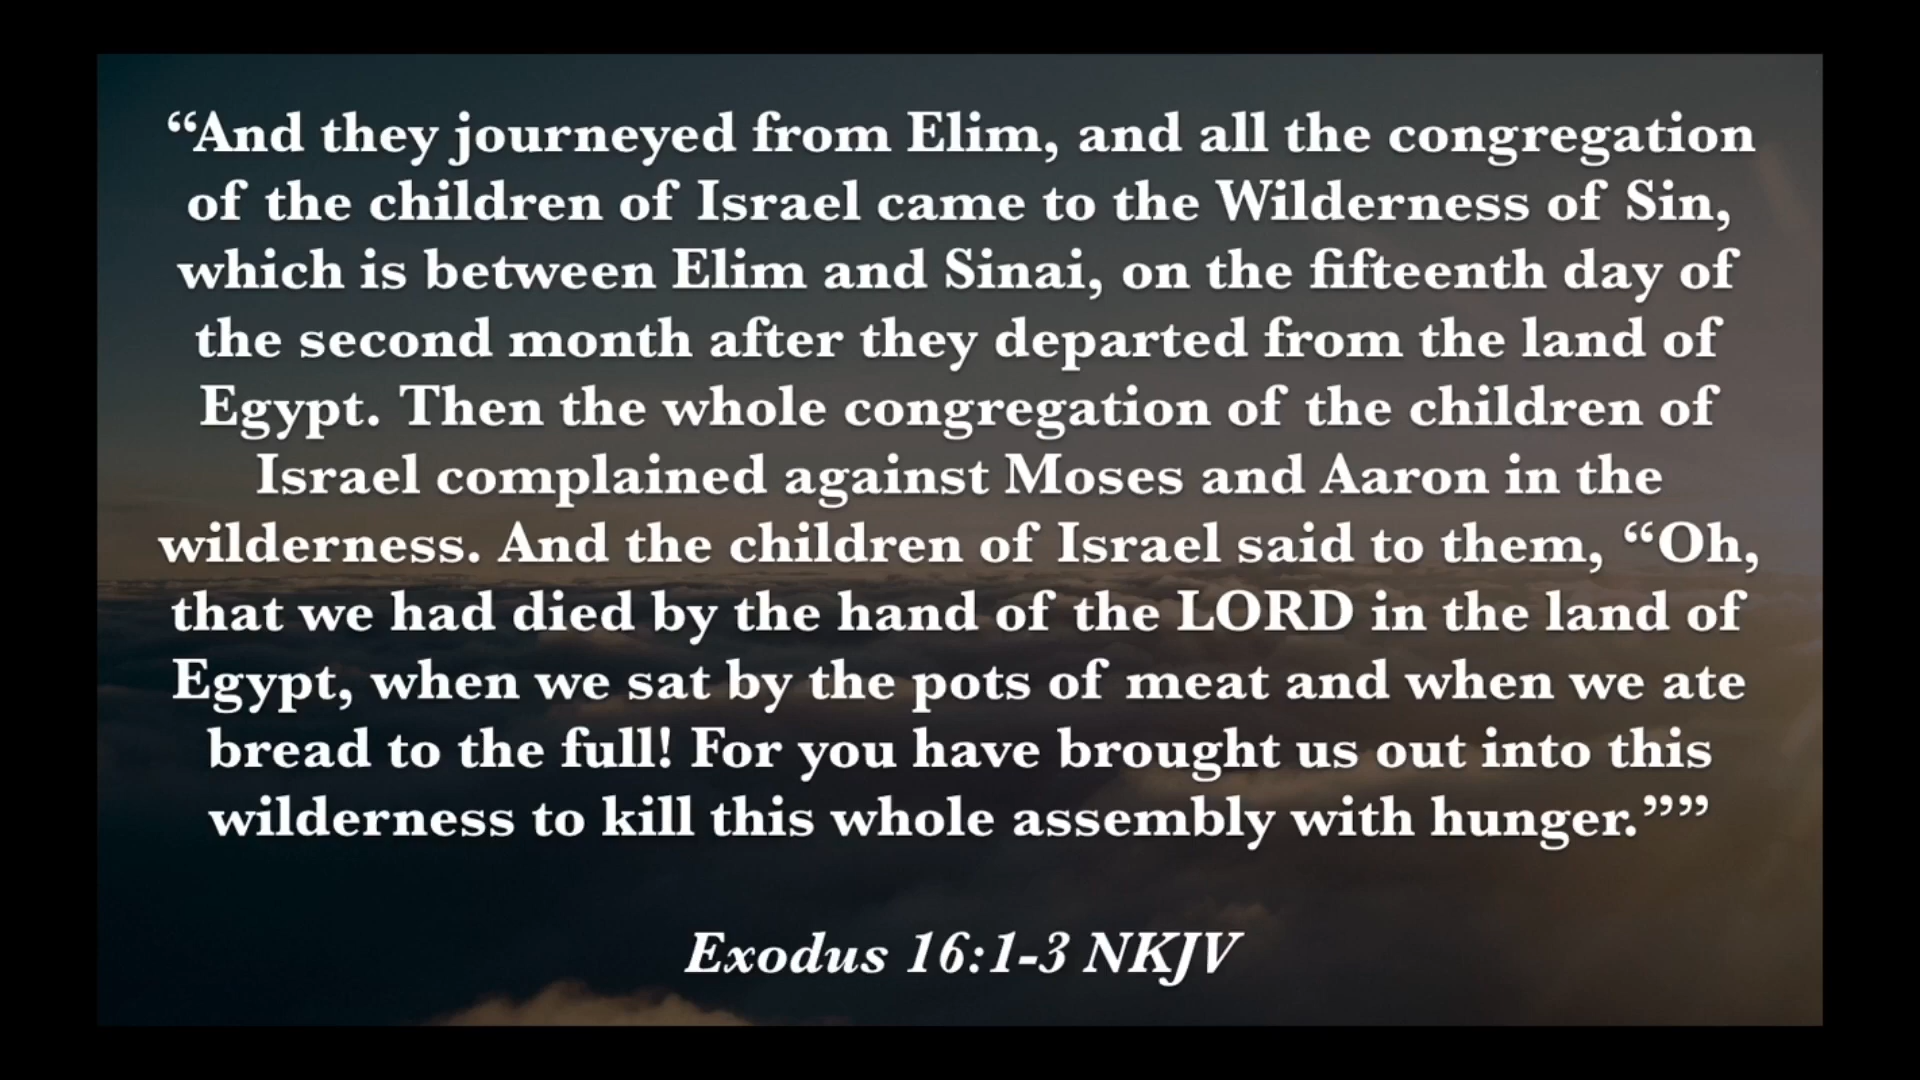 “And they journeyed from Elim, and all the congregation
of the children of Israel came to the Wilderness of Sin,
which is between Elim and Sinai, on the fifteenth day of
the second month after they departed from the land of
Egypt. Then the whole congregation of the children of
Israel complained against Moses and Aaron in the
wilderness. And the children of Israel said to them, “Oh,
that we had died by the hand of the LORD in the land of
Egypt, when we sat by the pots of meat and when we ate
bread to the full! For you have brought us out into this
wilderness to kill this whole assembly with hunger.””
Exodus 16:1-3 NKJV